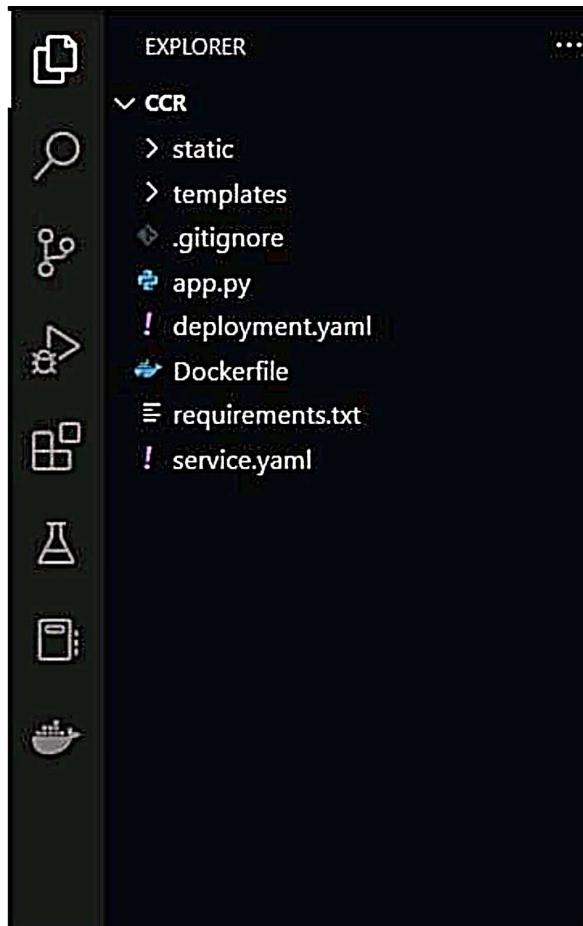 EXPLORER
CCR
static
templates
.gitignore
app.py
deployment.yaml
Dockerfile
requirements.txt
service.yaml